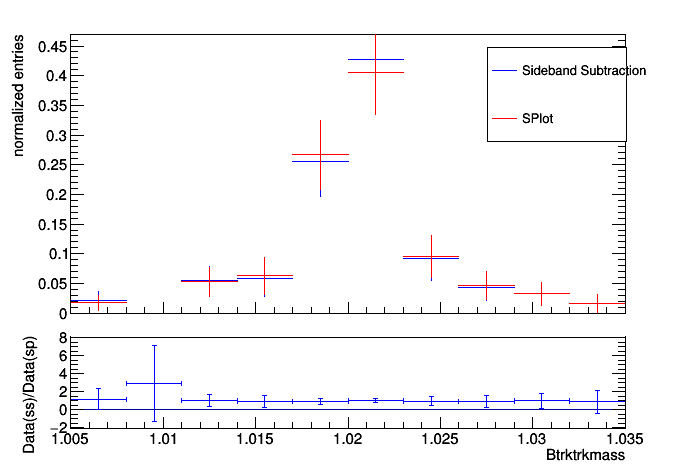 normalized entries
0.45
0.4
0.35
0.3
0.25
0.2
0.15
0.1
0.05
0
Sideband Subtraction
SPlot
Data(ss)/Data(sp)
8
6
4
2
0
−2
1.005 1.01 1.015 1.02 1.025 1.03 1.035
Btrktrkmass